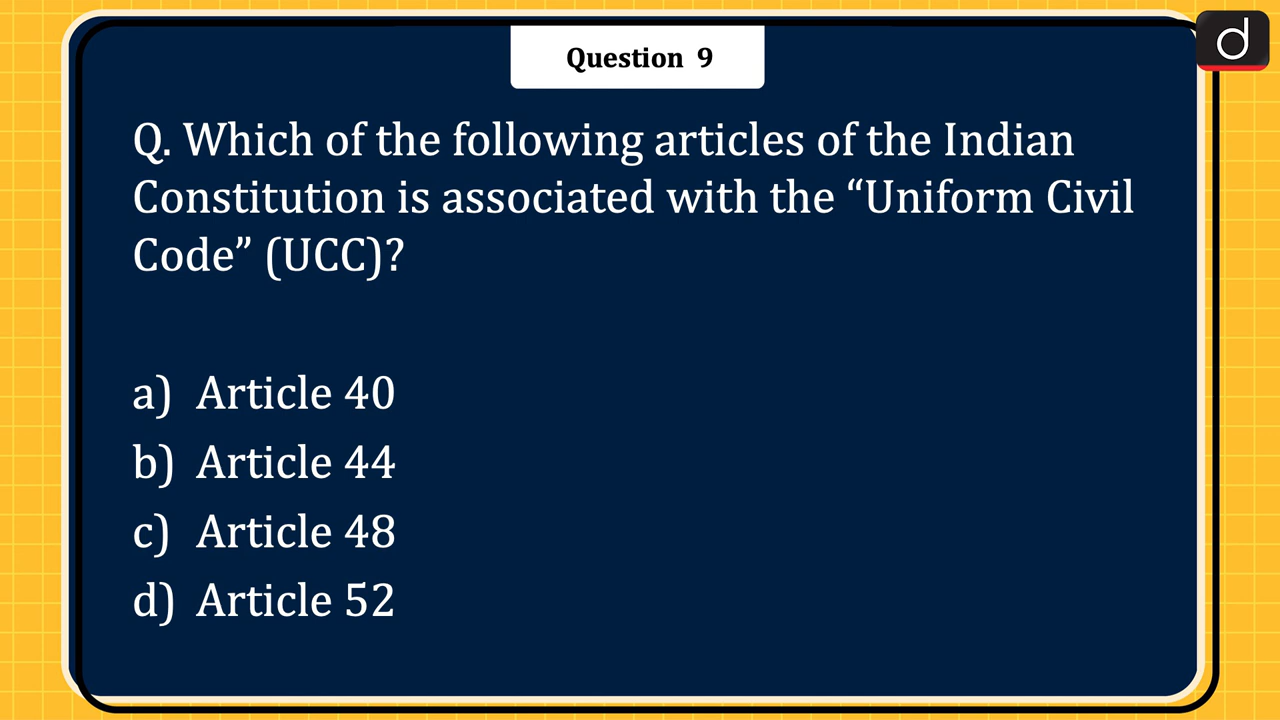 Question 9
d
Q. Which of the following articles of the Indian
Constitution is associated with the “Uniform Civil
Code” (UCC)?
a) Article 40
b) Article 44
c) Article 48
d) Article 52